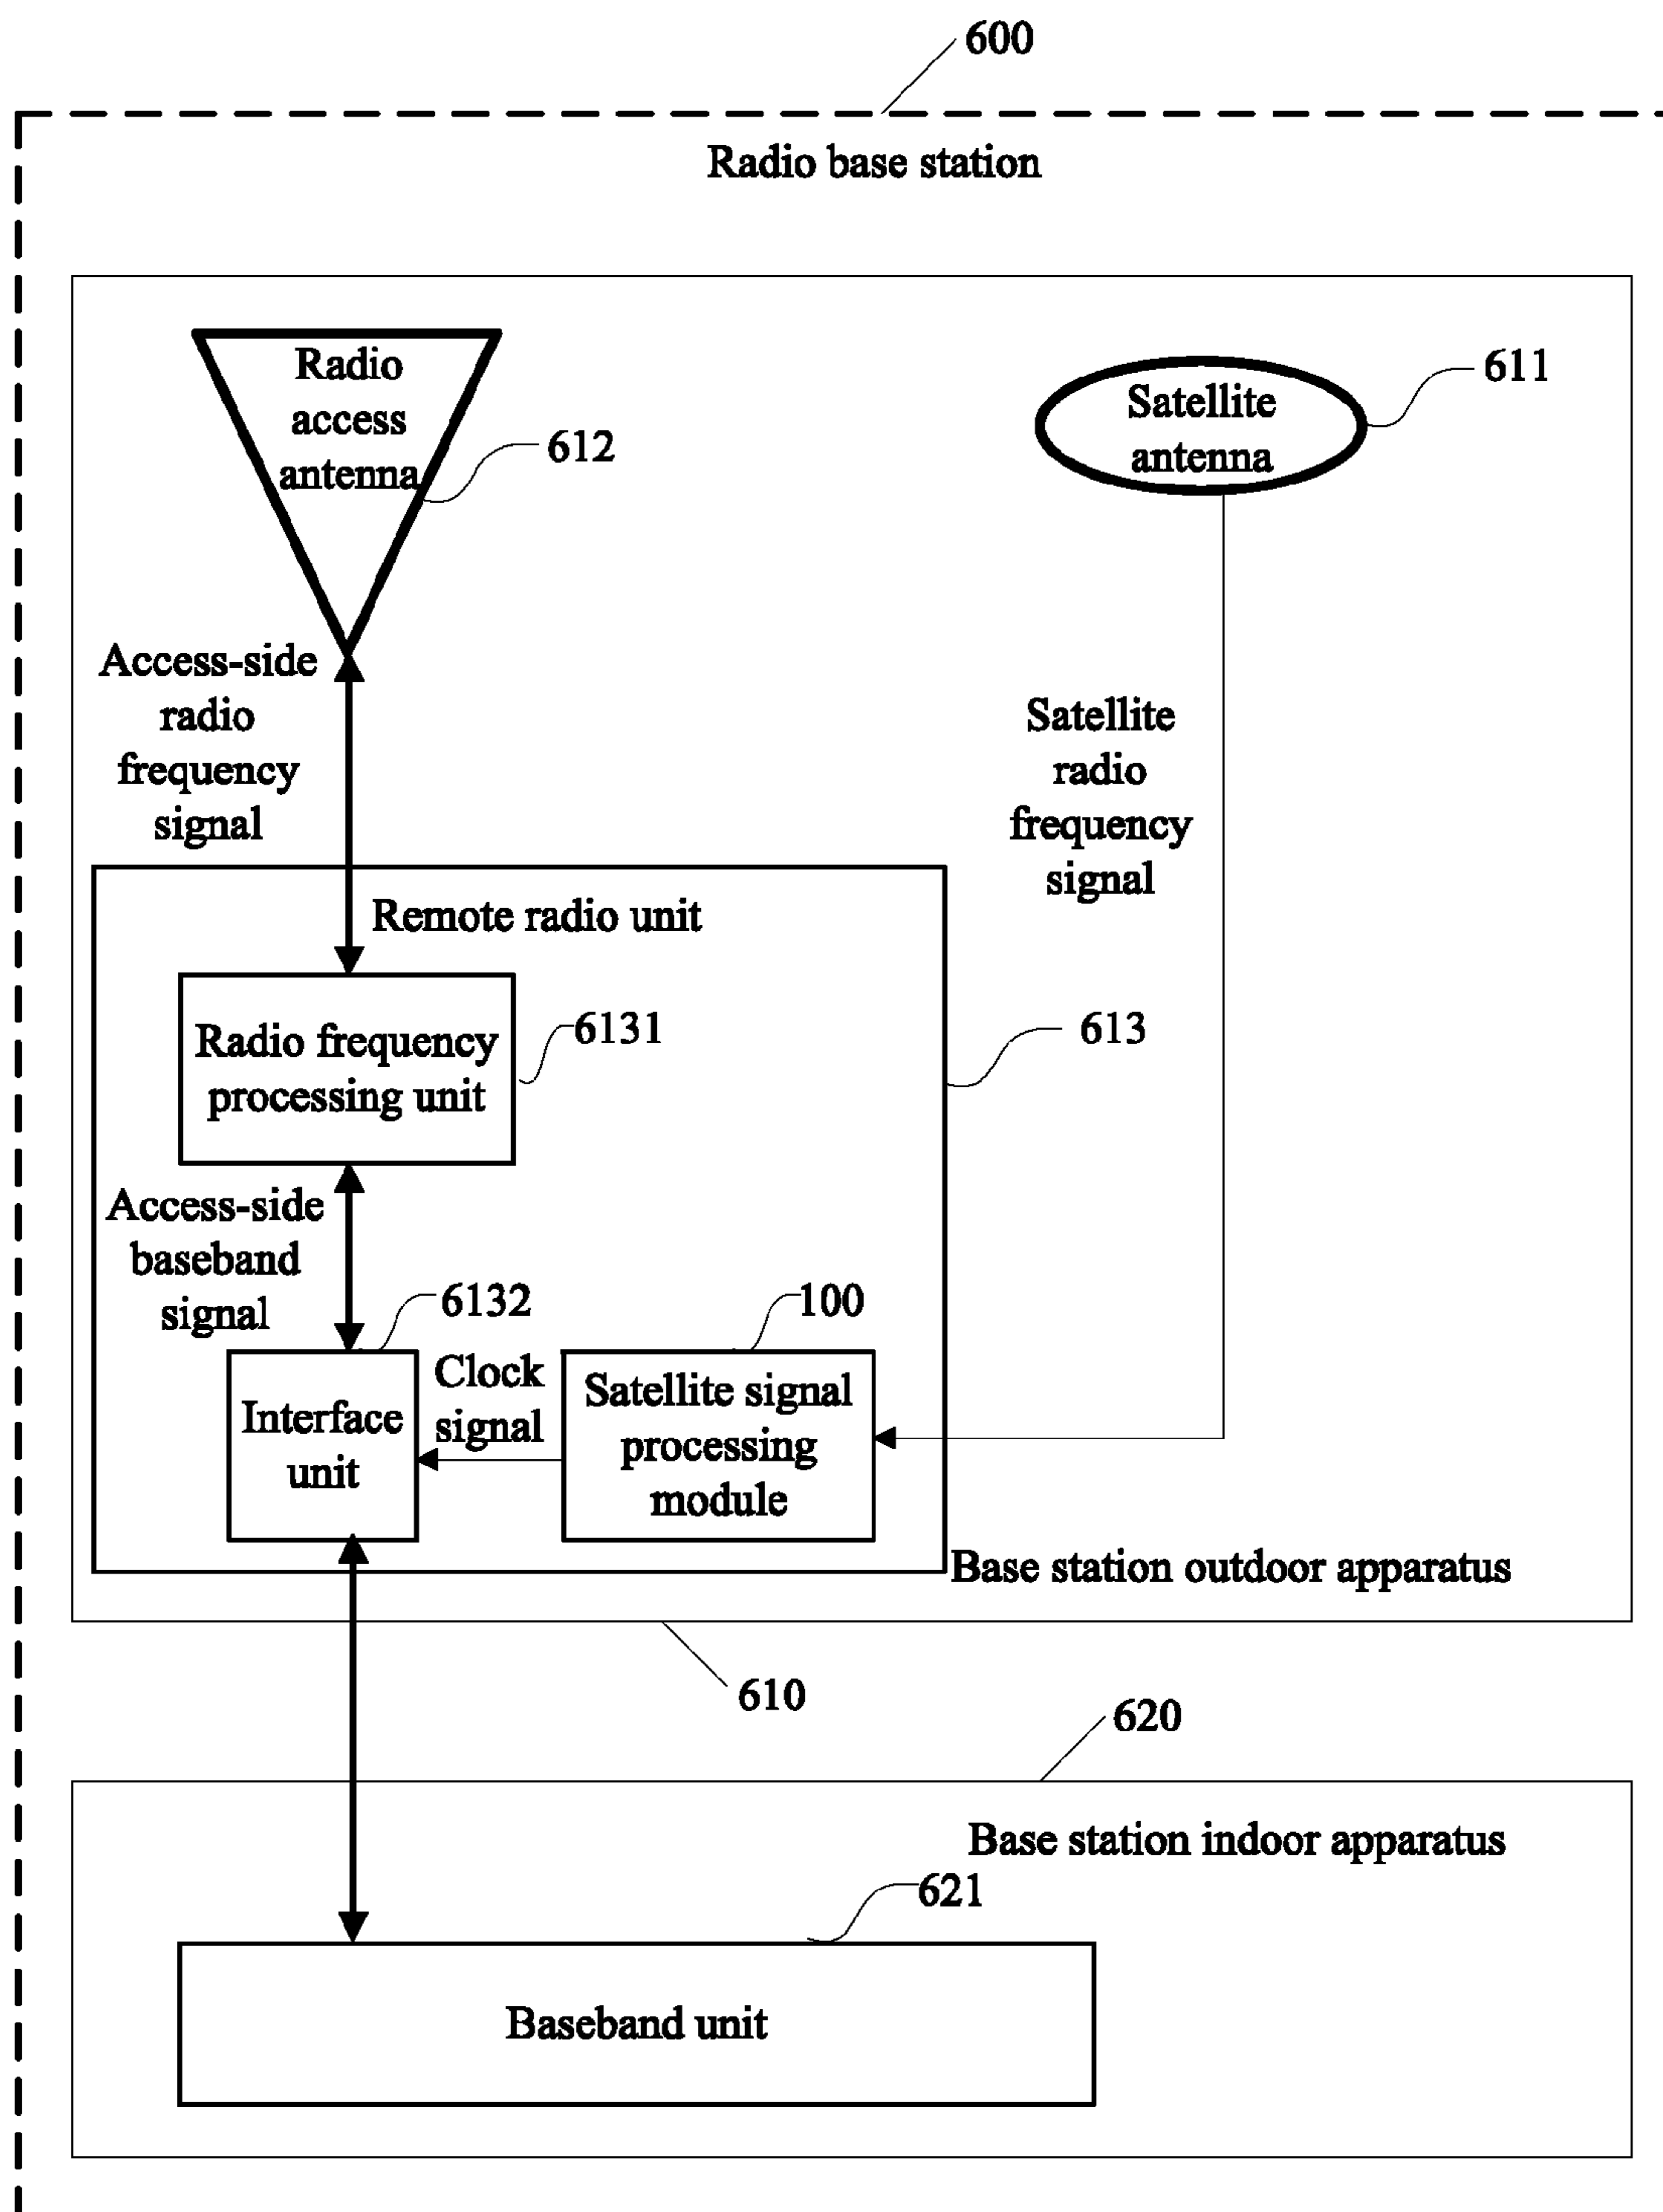 600
Radio base station
Radio
access
antenna
612
Satellite
antenna
611
Access-side
radio
frequency
signal
Satellite
radio
frequency
signal
Remote radio unit
Radio frequency
processing unit
6131
613
Access-side
baseband
signal
6132
100
Clock
signal
Interface
unit
Satellite signal
processing
module
Base station outdoor apparatus
610
620
Base station indoor apparatus
621
Baseband unit